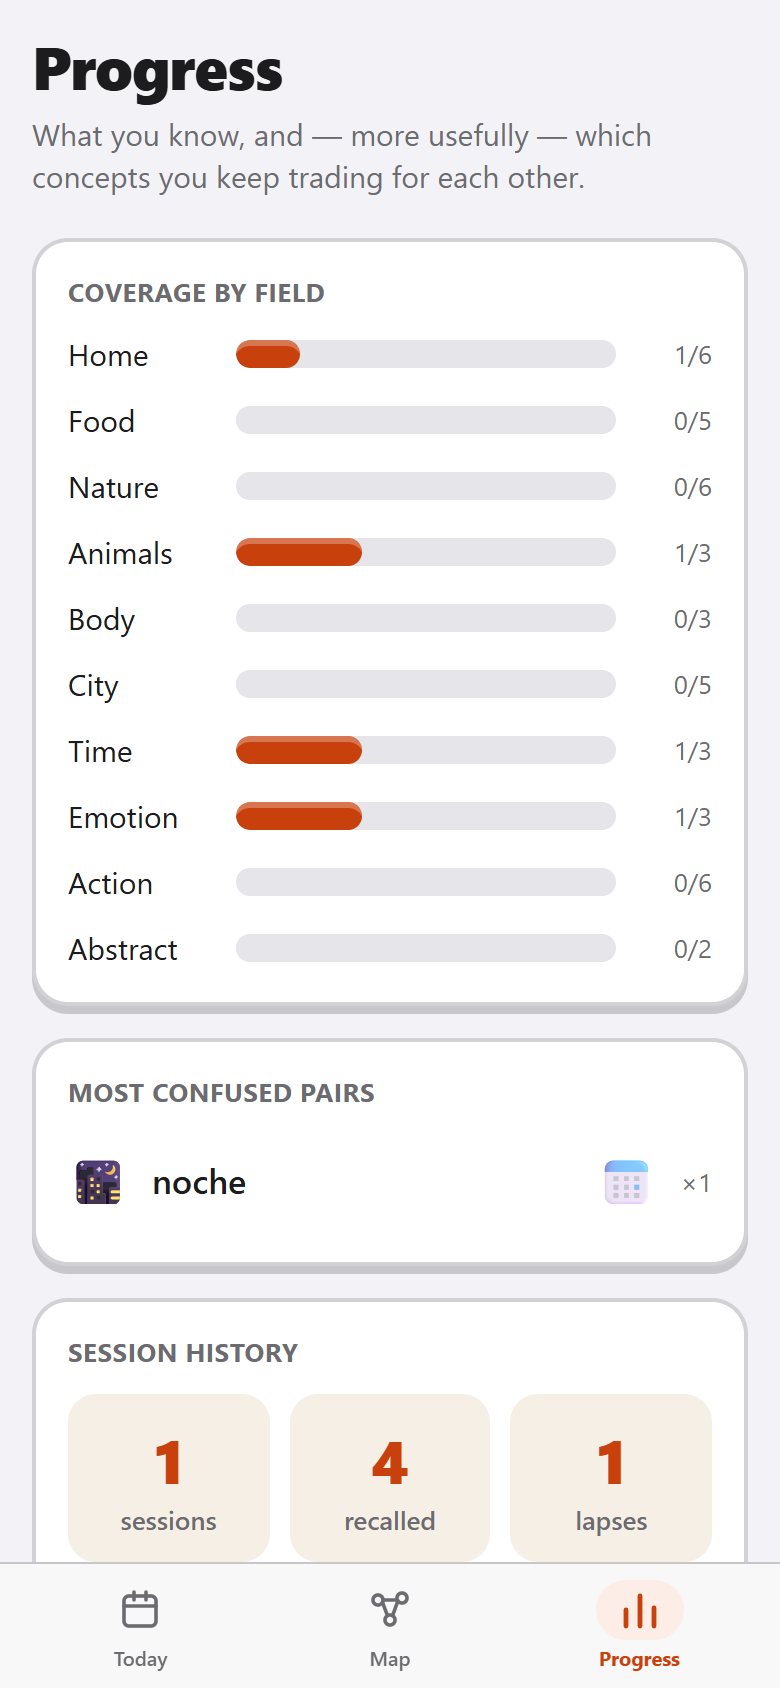 Progress
What you know, and — more usefully — which
concepts you keep trading for each other.
COVERAGE BY FIELD
Home 1/6
Food 0/5
Nature 0/6
Animals 1/3
Body 0/3
City 0/5
Time 1/3
Emotion 1/3
Action 0/6
Abstract 0/2
MOST CONFUSED PAIRS
noche ×1
SESSION HISTORY
1 4 1
sessions recalled lapses
Today Map Progress